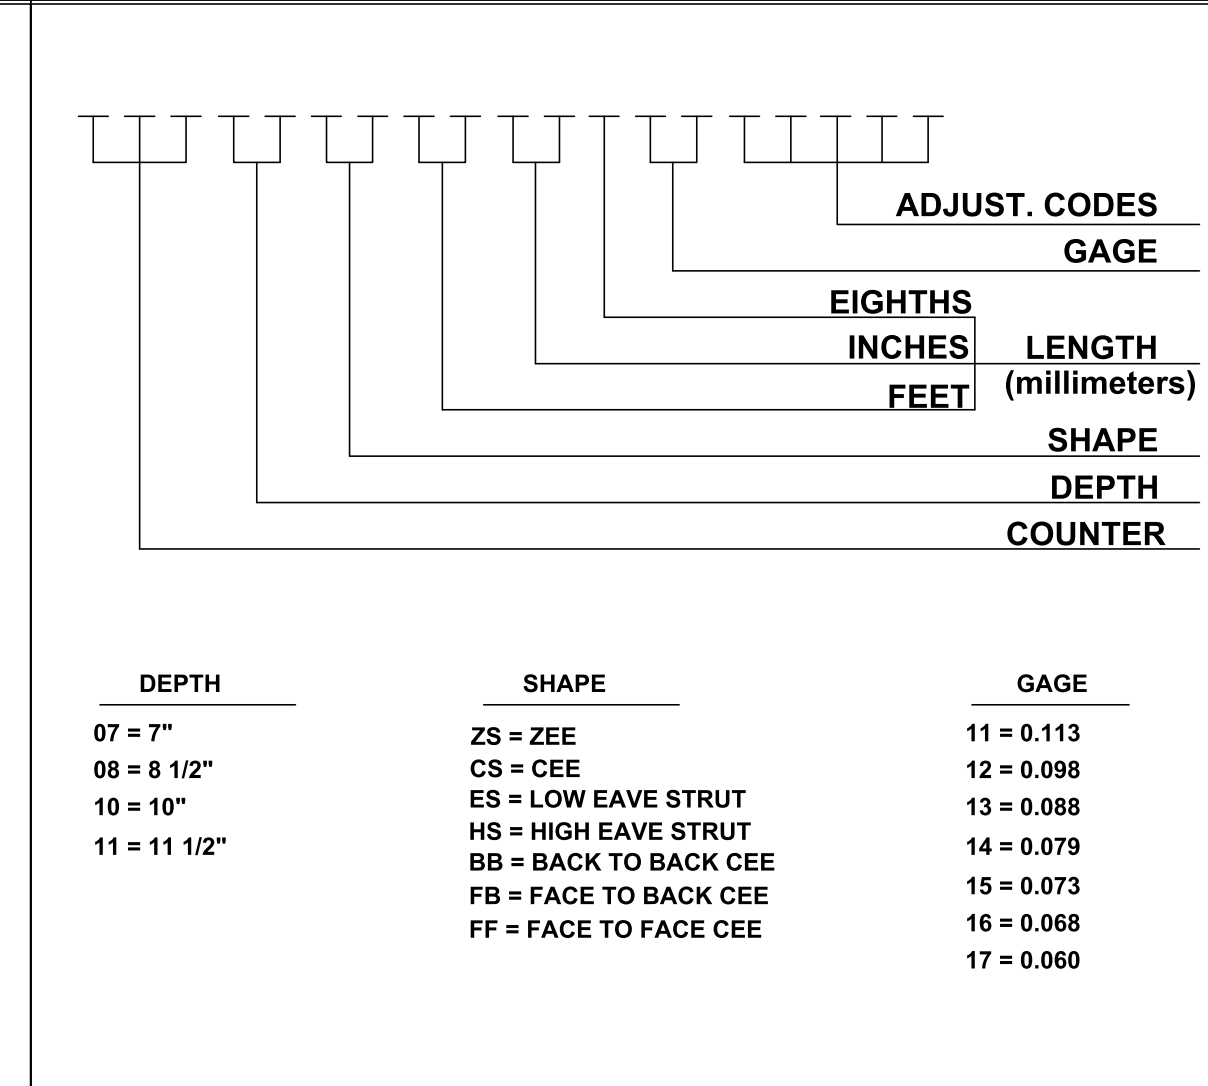 ADJUST. CODES
GAGE
EIGHTHS
INCHES LENGTH
(millimeters)
FEET
SHAPE
DEPTH
COUNTER
DEPTH
07 = 7"
08 = 8 1/2"
10 = 10"
11 = 11 1/2"
SHAPE
ZS = ZEE
CS = CEE
ES = LOW EAVE STRUT
HS = HIGH EAVE STRUT
BB = BACK TO BACK CEE
FB = FACE TO BACK CEE
FF = FACE TO FACE CEE
GAGE
11 = 0.113
12 = 0.098
13 = 0.088
14 = 0.079
15 = 0.073
16 = 0.068
17 = 0.060